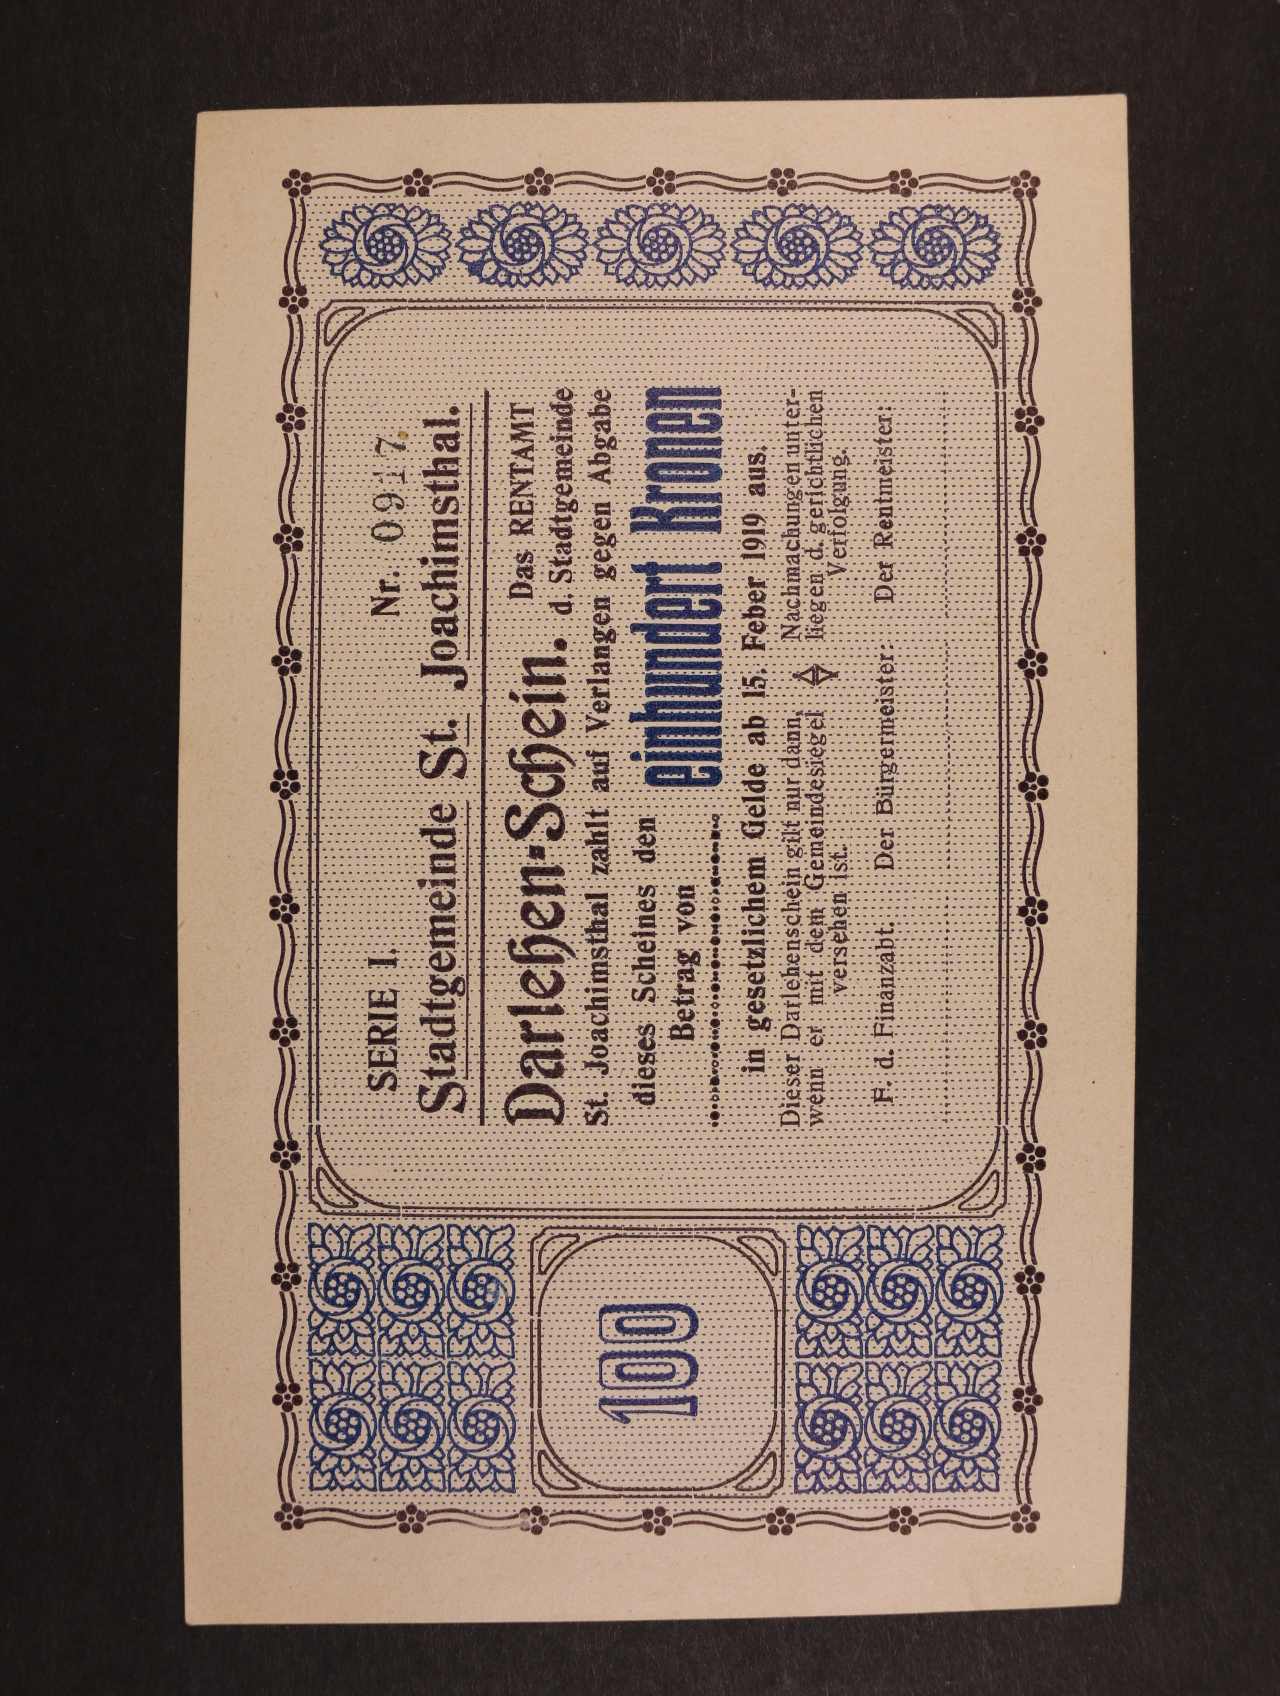 SERIE I. Nr. 0917.
Stadtgemeinde St. Joachimsthal.
Darlehen-Schein. Das RENTAMT
d. Stadtgemeinde
St. Joachimsthal zahlt auf Verlangen gegen Abgabe
dieses Scheines den
Betrag von einhundert Kronen
in gesetzlichem Gelde ab 15. Feber 1919 aus.
Dieser Darlehenschein gilt nur dann,
wenn er mit dem Gemeindesiegel
versehen ist.
Nachmachungen unter-
liegen d. gerichtlichen
Verfolgung.
F. d. Finanzabt. Der Bürgermeister: Der Rentmeister:
100